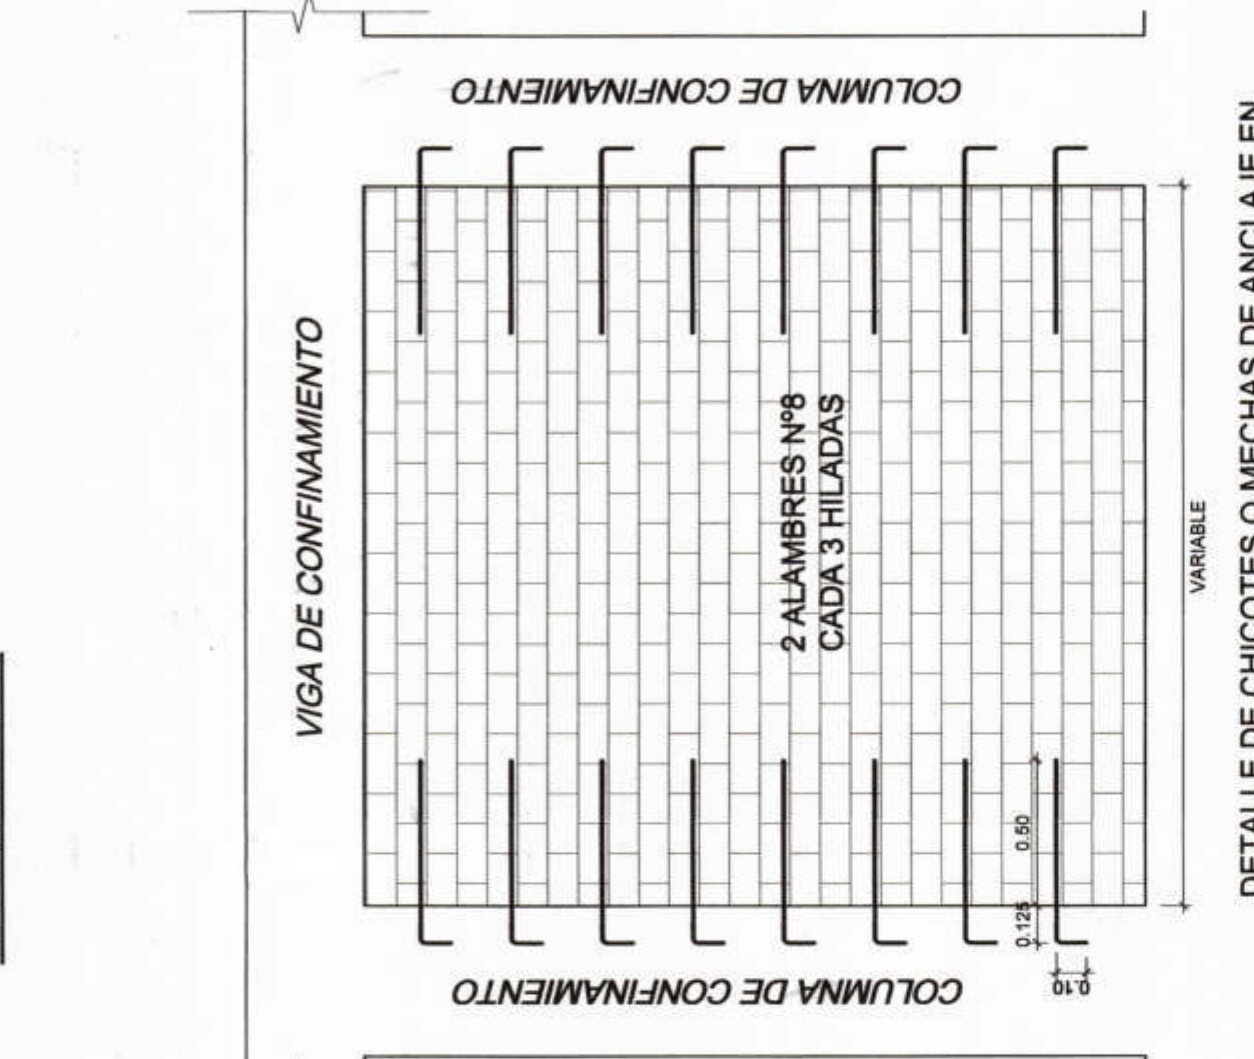 COLUMNA DE CONFINAMIENTO
VIGA DE CONFINAMIENTO
2 ALAMBRES Nº8
CADA 3 HILADAS
0.50
0.125
0.10
VARIABLE
COLUMNA DE CONFINAMIENTO
DETALLE DE CHICOTES O MECHAS DE ANCLAJE EN